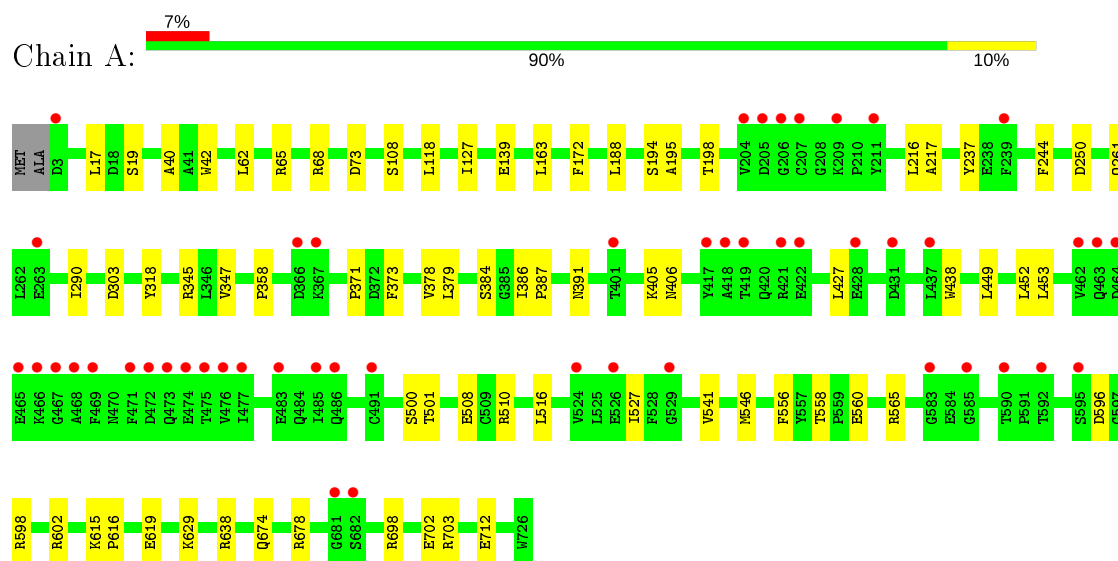 7%
Chain A:
90% 10%
MET ALA D3 L17 D18 S19 A40 A41 W42 L62 R65 R68 D73 S108 L118 I127 E139 L163 F172 L188 S194 A195 T198 V204 D205 G206 C207 G208 K209 P210 Y211 L216 A217 Y237 E238 F239 F244 D250 Q261
L262 E263 I290 D303 Y318 R345 L346 V347 P358 D366 K367 P371 D372 F373 V378 L379 S384 G385 I386 P387 N391 T401 K405 N406 Y417 A418 T419 Q420 R421 E422 L427 E428 D431 L437 W438 L449 L452 L453 V462 Q463 D464
E465 K466 G467 A468 F469 N470 F471 D472 Q473 E474 T475 V476 I477 E483 Q484 I485 Q486 C491 S500 T501 E508 C509 R510 L516 V524 L525 E526 I527 F528 G529 V541 M546 F556 Y557 T558 P559 E560 R565 G583 E584 G585 T590 P591 T592 S595 D596 G597
R598 R602 K615 P616 E619 K629 R638 Q674 R678 G681 S682 R698 E702 R703 E712 W726